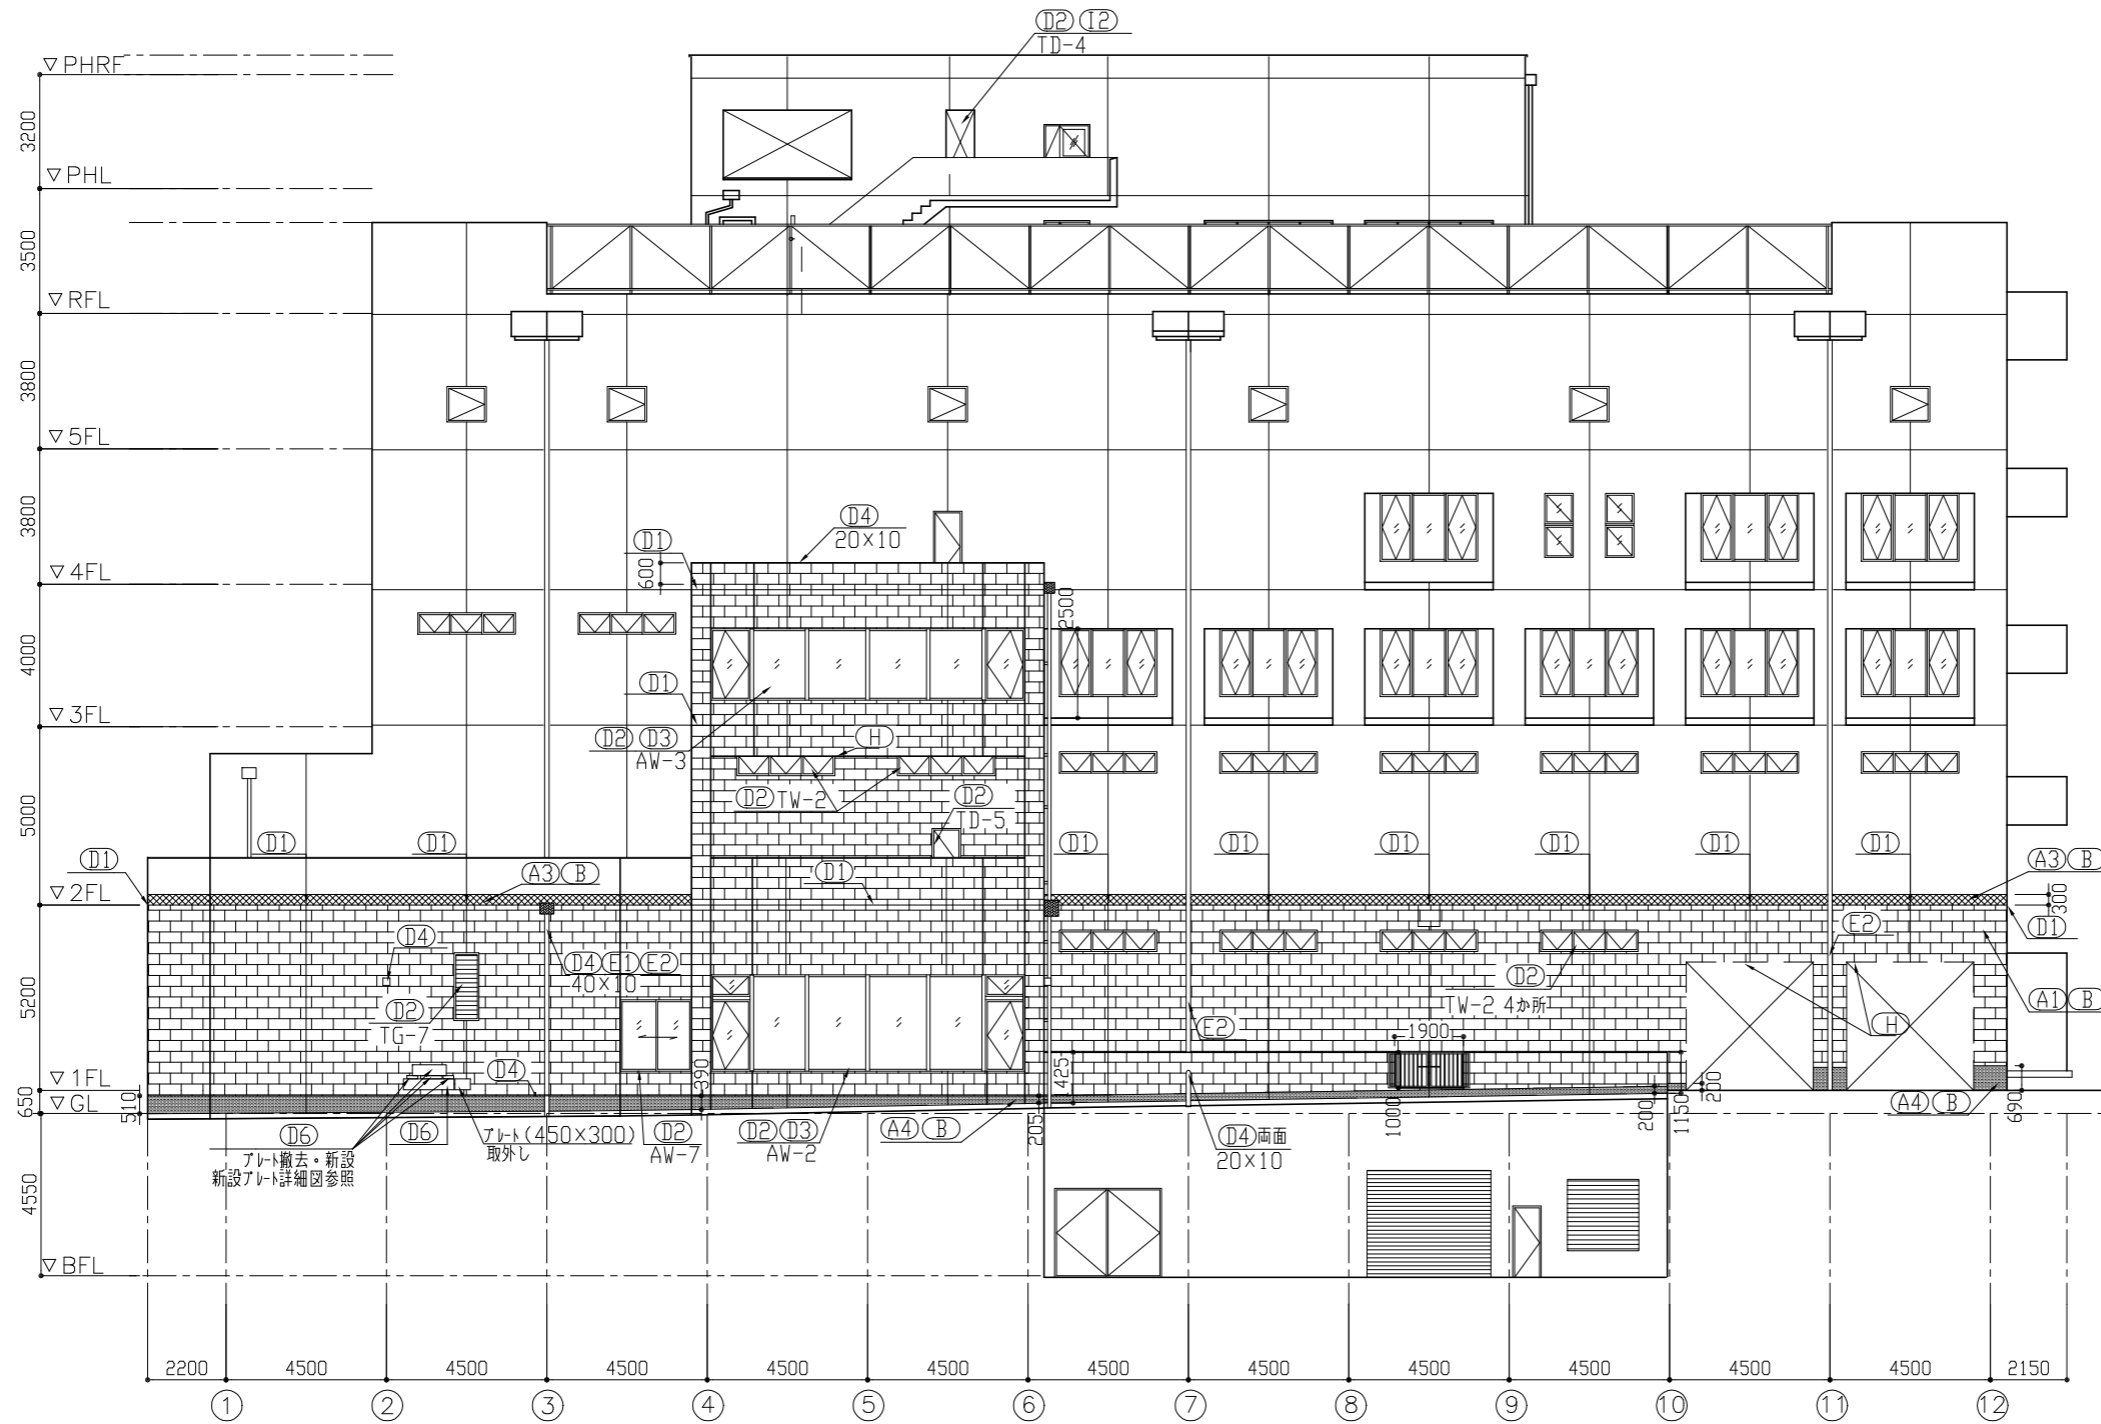 D2 I2
TD-4
▽PHRF
3200
▽PHL
3500
▽RFL
3800
▽5FL
3800
D4
20×10
D1
600
▽4FL
2500
4000
D1
▽3FL
D2 D3
AW-3
H
D2 TW-2
D2
TD-5
5000
D1
D1
D1
D1
D1
D1
D1
D1
D1
D1
A3 B
A3 B
▽2FL
300
D1
E2
D4
D4 E1 E2
40×10
D2
TG-7
D2
TW-2 4か所
A1 B
H
E2
5200
1900
D4
390
1425
▽1FL
650
▽GL
510
205
1000
200
1150
200
690
A4 B
A4 B
D6
プレート撤去・新設
新設プレート詳細図参照
D6
プレート(450×300)
取外し
D2
AW-7
D2 D3
AW-2
D4 両面
20×10
4550
▽BFL
2200 4500 4500 4500 4500 4500 4500 4500 4500 4500 4500 4500 2150
1 2 3 4 5 6 7 8 9 10 11 12